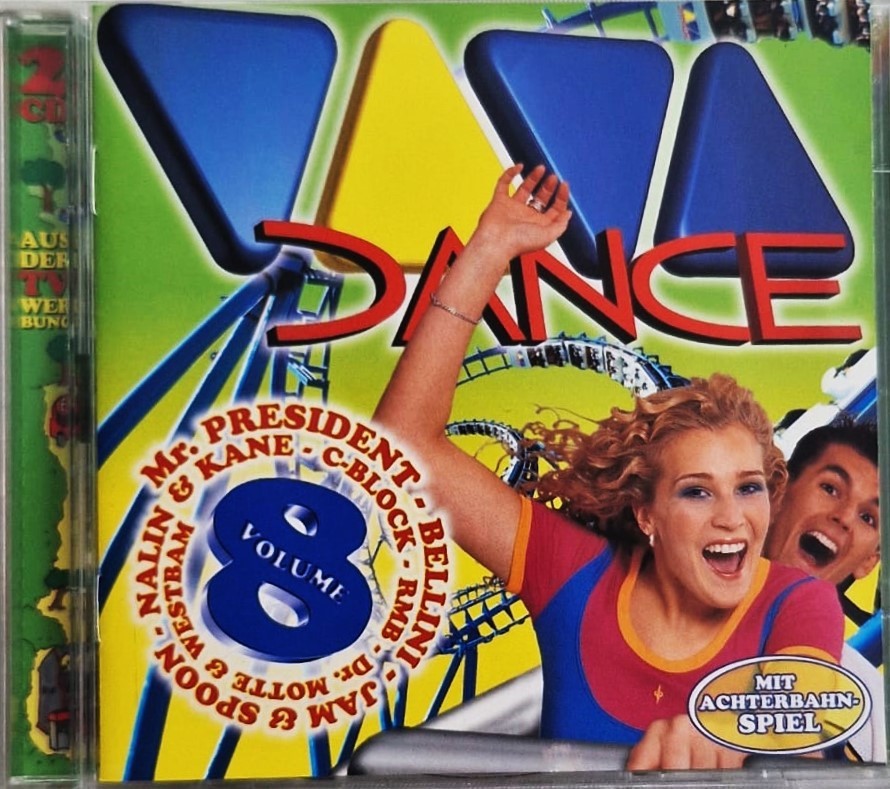 2
CD
AUS
DER
TV
WER
BUNG
VIVA
DANCE
Mr. PRESIDENT - BELLINI - JAM & SPOON - NALIN & KANE - C-BLOCK - RMB - Dr. MOTTE & WESTBAM
VOLUME
8
MIT
ACHTERBAHN-
SPIEL